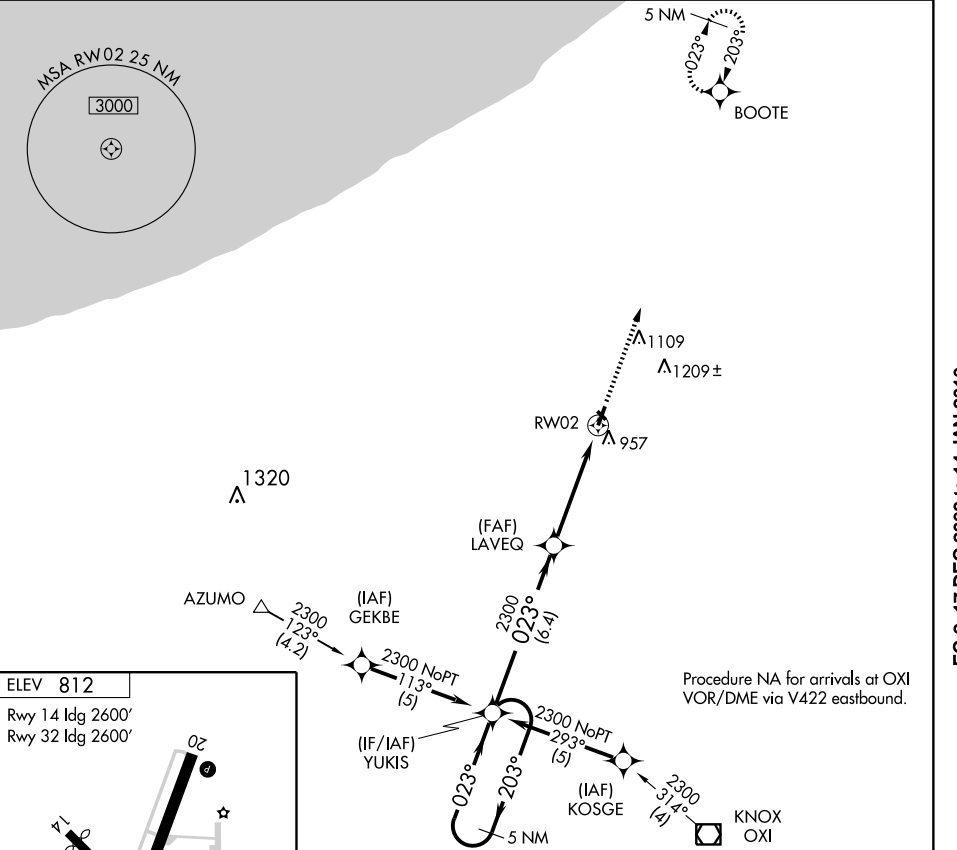 5 NM
023°
203°
BOOTE
MSA RW02 25 NM
3000
1109
1209±
RW02
957
1320
(FAF)
LAVEQ
2300
023°
(6.4)
AZUMO
2300
123°
(4.2)
(IAF)
GEKBE
2300 NoPT
113°
(5)
(IF/IAF)
YUKIS
2300 NoPT
293°
(5)
(IAF)
KOSGE
2300
314°
(4)
KNOX
OXI
023°
203°
5 NM
Procedure NA for arrivals at OXI
VOR/DME via V422 eastbound.
ELEV 812
Rwy 14 ldg 2600'
Rwy 32 ldg 2600'
20
P
14